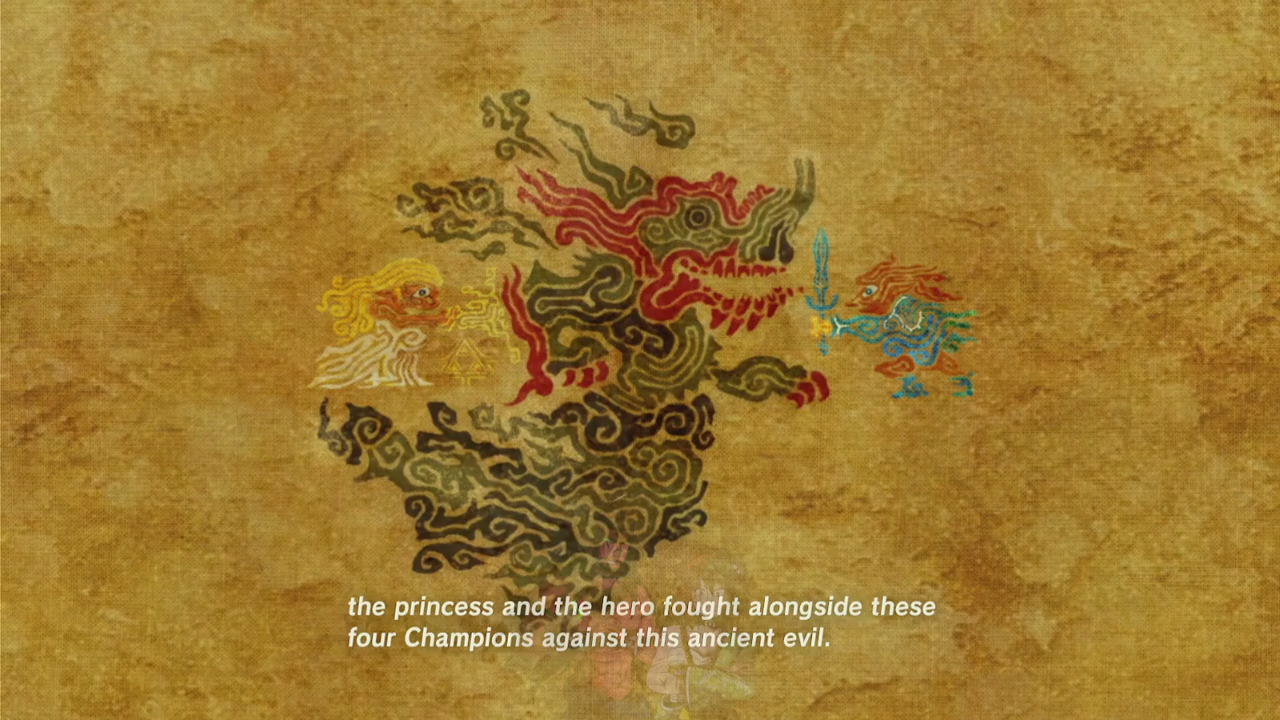 the princess and the hero fought alongside these
four Champions against this ancient evil.